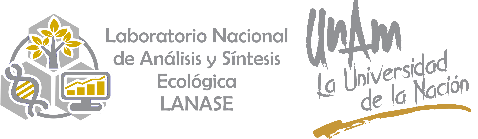 Laboratorio Nacional
de Análisis y Síntesis
Ecológica
LANASE
UnAm
La Universidad
de la Nación